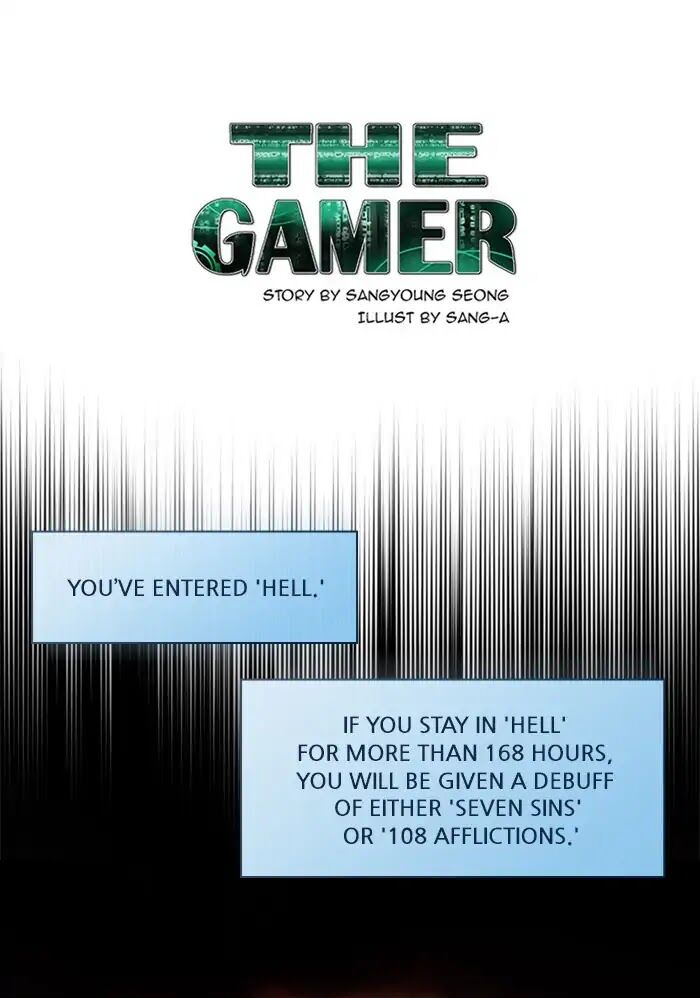 THE
GAMER
STORY BY SANGYOUNG SEONG
ILLUST BY SANG-A
YOU'VE ENTERED 'HELL.'
IF YOU STAY IN 'HELL'
FOR MORE THAN 168 HOURS,
YOU WILL BE GIVEN A DEBUFF
OF EITHER 'SEVEN SINS'
OR '108 AFFLICTIONS.'